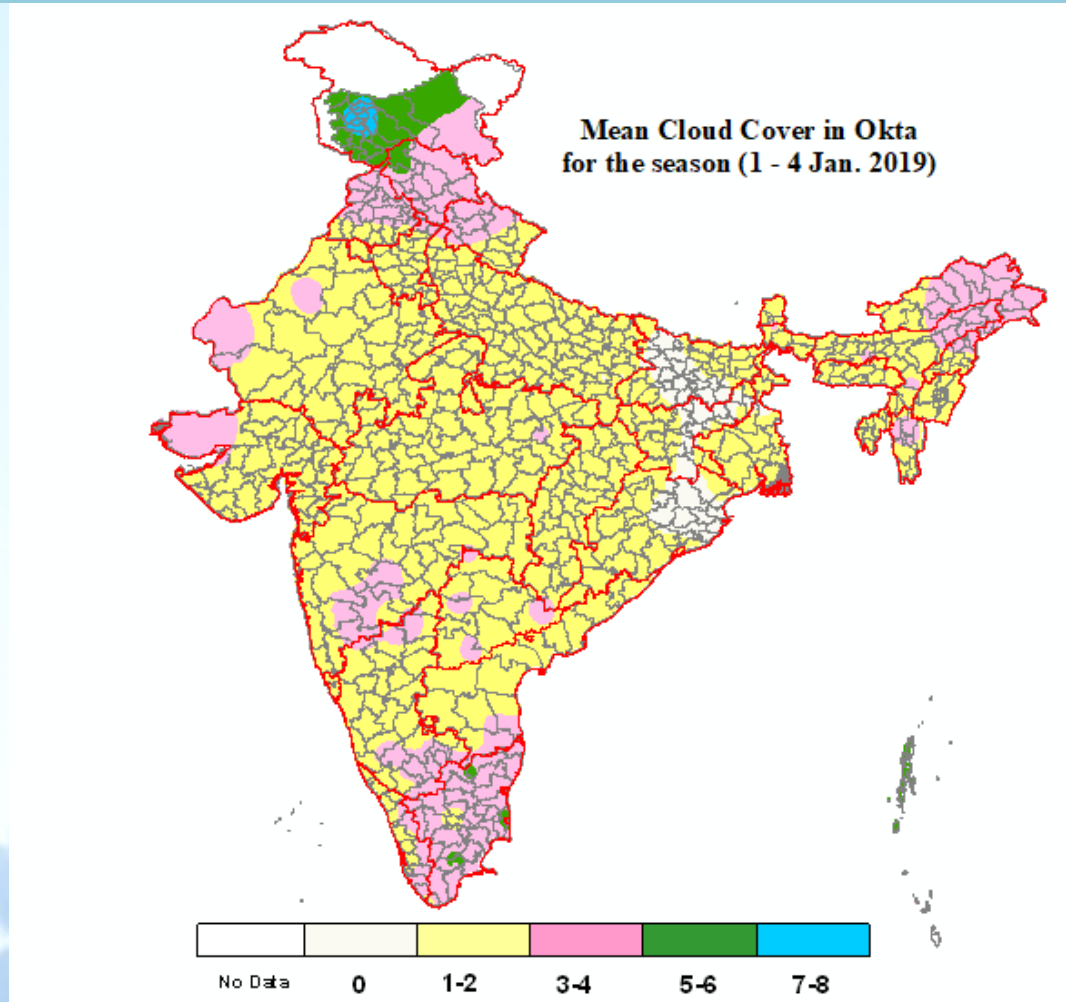 Mean Cloud Cover in Okta
for the season (1 - 4 Jan. 2019)
No Data 0 1-2 3-4 5-6 7-8